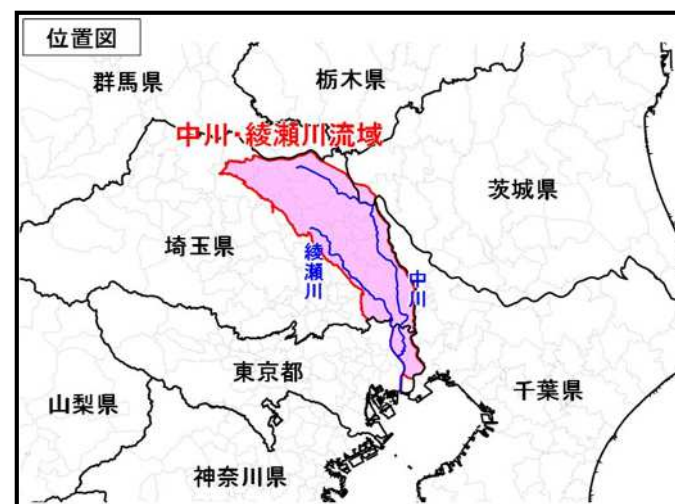 位置図
群馬県
栃木県
中川・綾瀬川流域
茨城県
埼玉県
綾瀬川
中川
東京都
山梨県
千葉県
神奈川県